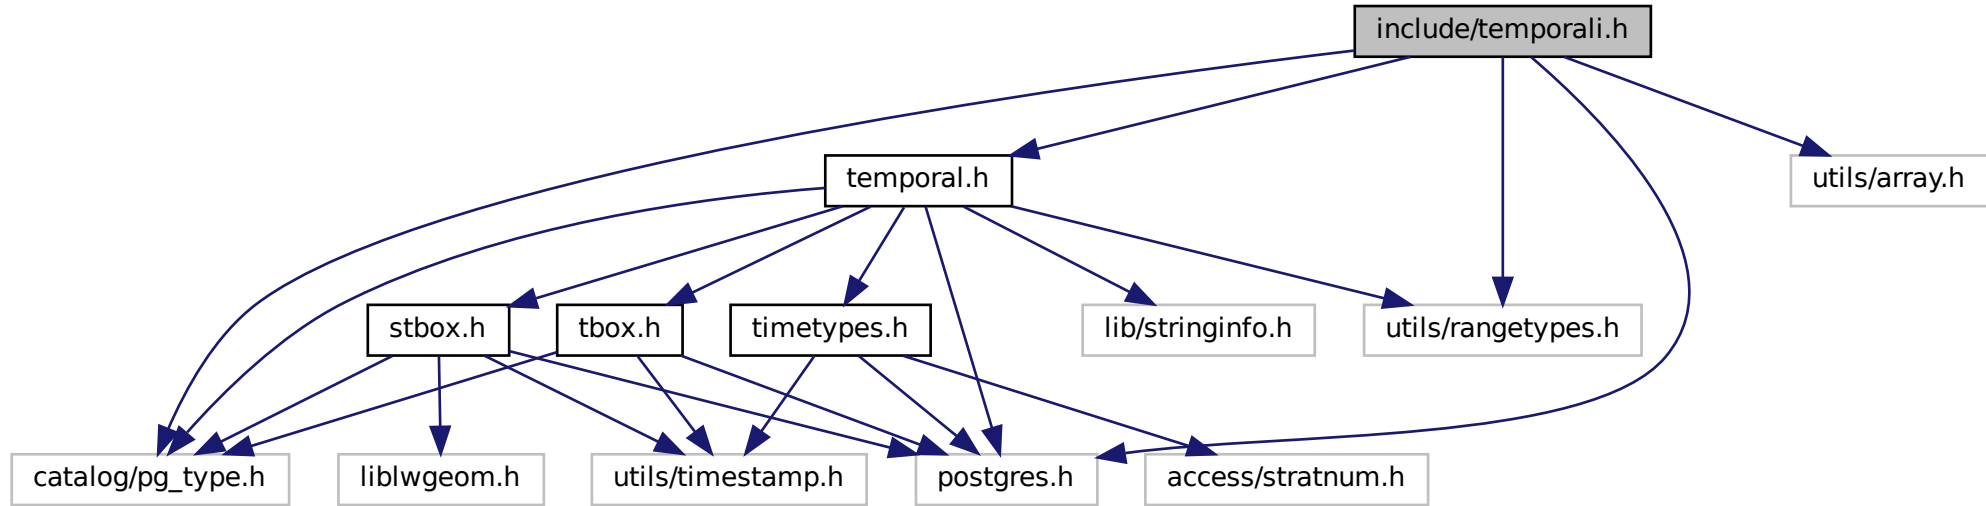 include/temporali.h
temporal.h
utils/array.h
stbox.h
tbox.h
timetypes.h
lib/stringinfo.h
utils/rangetypes.h
catalog/pg_type.h
liblwgeom.h
utils/timestamp.h
postgres.h
access/stratnum.h